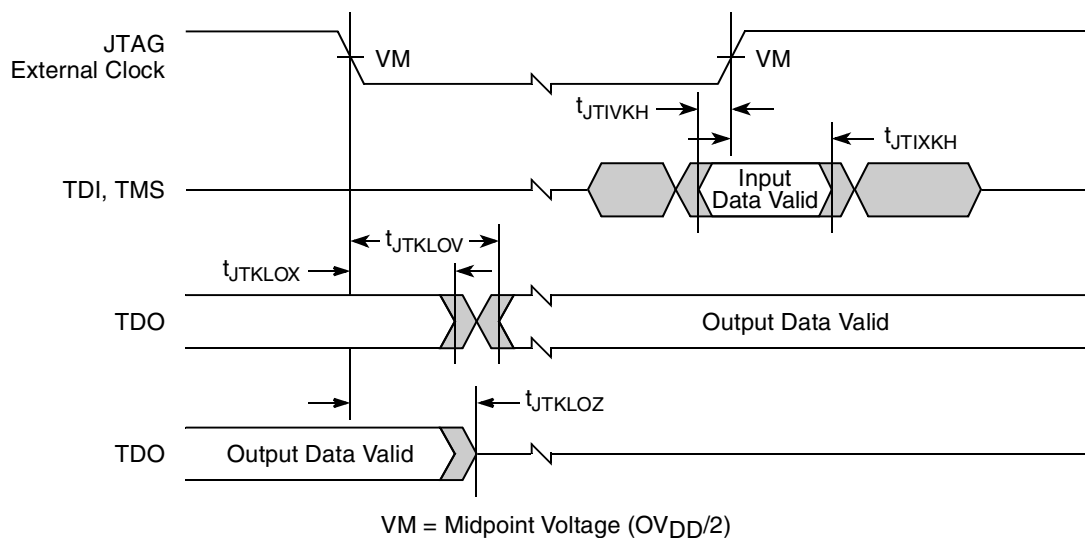 JTAG
External Clock
VM
VM
tJTIVKH
tJTIXKH
TDI, TMS
Input
Data Valid
tJTKLOV
tJTKLOX
TDO
Output Data Valid
tJTKLOZ
TDO
Output Data Valid
VM = Midpoint Voltage (OVDD/2)